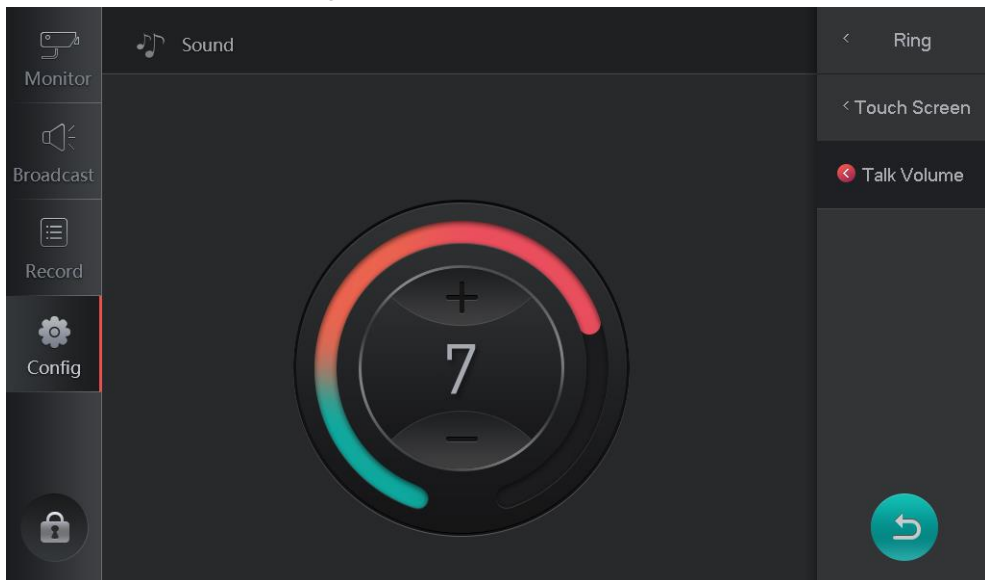 Monitor
Broadcast
Record
Config
Sound
+
7
−
Ring
Touch Screen
Talk Volume